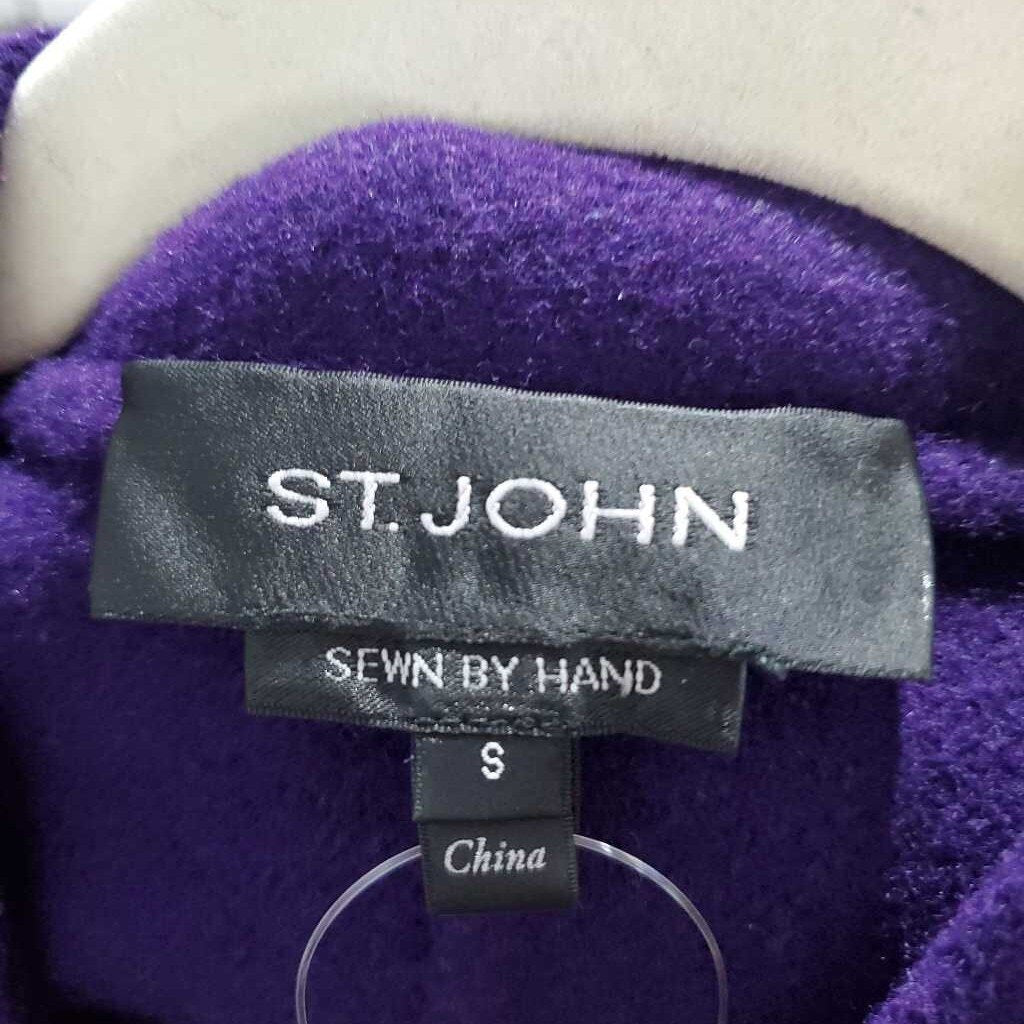 ST. JOHN
SEWN BY HAND
S
China